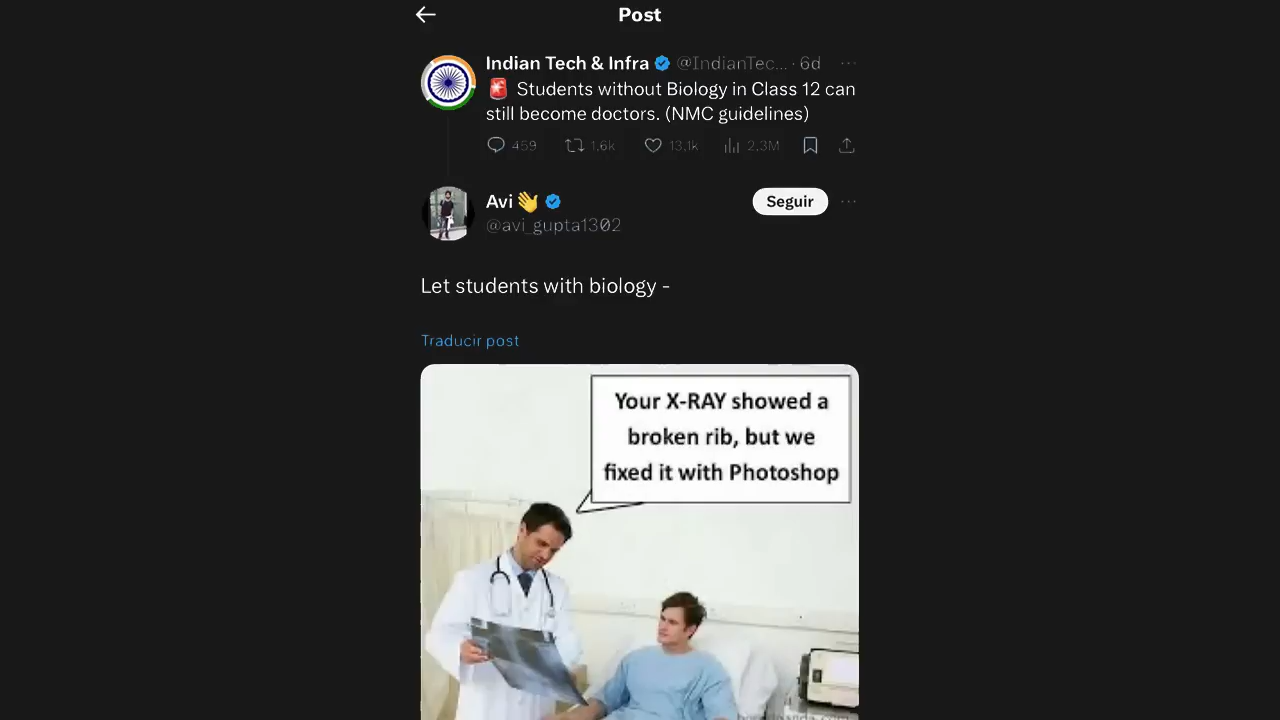 Post
Indian Tech & Infra @IndianTec... · 6d
🚨 Students without Biology in Class 12 can
still become doctors. (NMC guidelines)
459 1,6k 13,1k 2,3M
Avi👋
Seguir
@avi_gupta1302
Let students with biology -
Traducir post
Your X-RAY showed a
broken rib, but we
fixed it with Photoshop